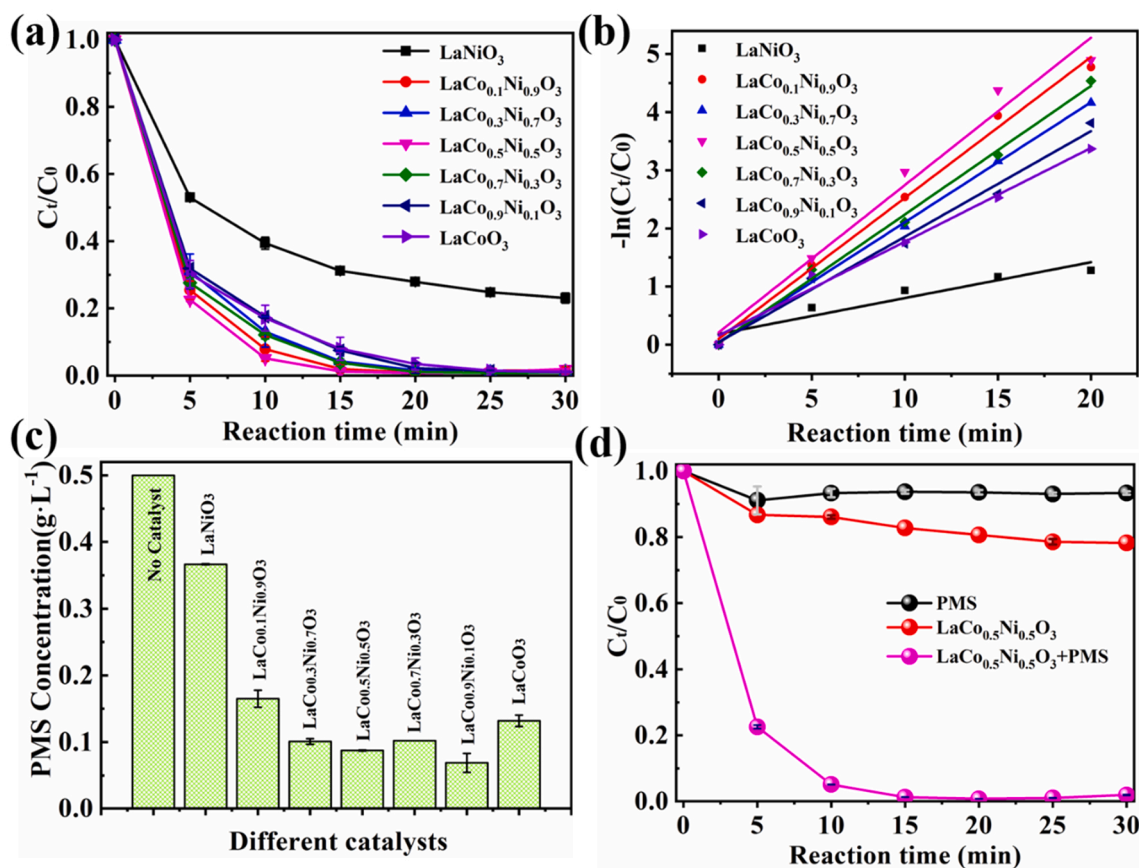 (a)
1.0
0.8
0.6
0.4
0.2
0.0
Ct/C0
0 5 10 15 20 25 30
Reaction time (min)
LaNiO3
LaCo0.1Ni0.9O3
LaCo0.3Ni0.7O3
LaCo0.5Ni0.5O3
LaCo0.7Ni0.3O3
LaCo0.9Ni0.1O3
LaCoO3
(b)
5
4
3
2
1
0
-ln(Ct/C0)
0 5 10 15 20
Reaction time (min)
LaNiO3
LaCo0.1Ni0.9O3
LaCo0.3Ni0.7O3
LaCo0.5Ni0.5O3
LaCo0.7Ni0.3O3
LaCo0.9Ni0.1O3
LaCoO3
(c)
0.5
0.4
0.3
0.2
0.1
0.0
PMS Concentration(g·L-1)
No Catalyst
LaNiO3
LaCo0.1Ni0.9O3
LaCo0.3Ni0.7O3
LaCo0.5Ni0.5O3
LaCo0.7Ni0.3O3
LaCo0.9Ni0.1O3
LaCoO3
Different catalysts
(d)
1.0
0.8
0.6
0.4
0.2
0.0
Ct/C0
PMS
LaCo0.5Ni0.5O3
LaCo0.5Ni0.5O3+PMS
0 5 10 15 20 25 30
Reaction time (min)